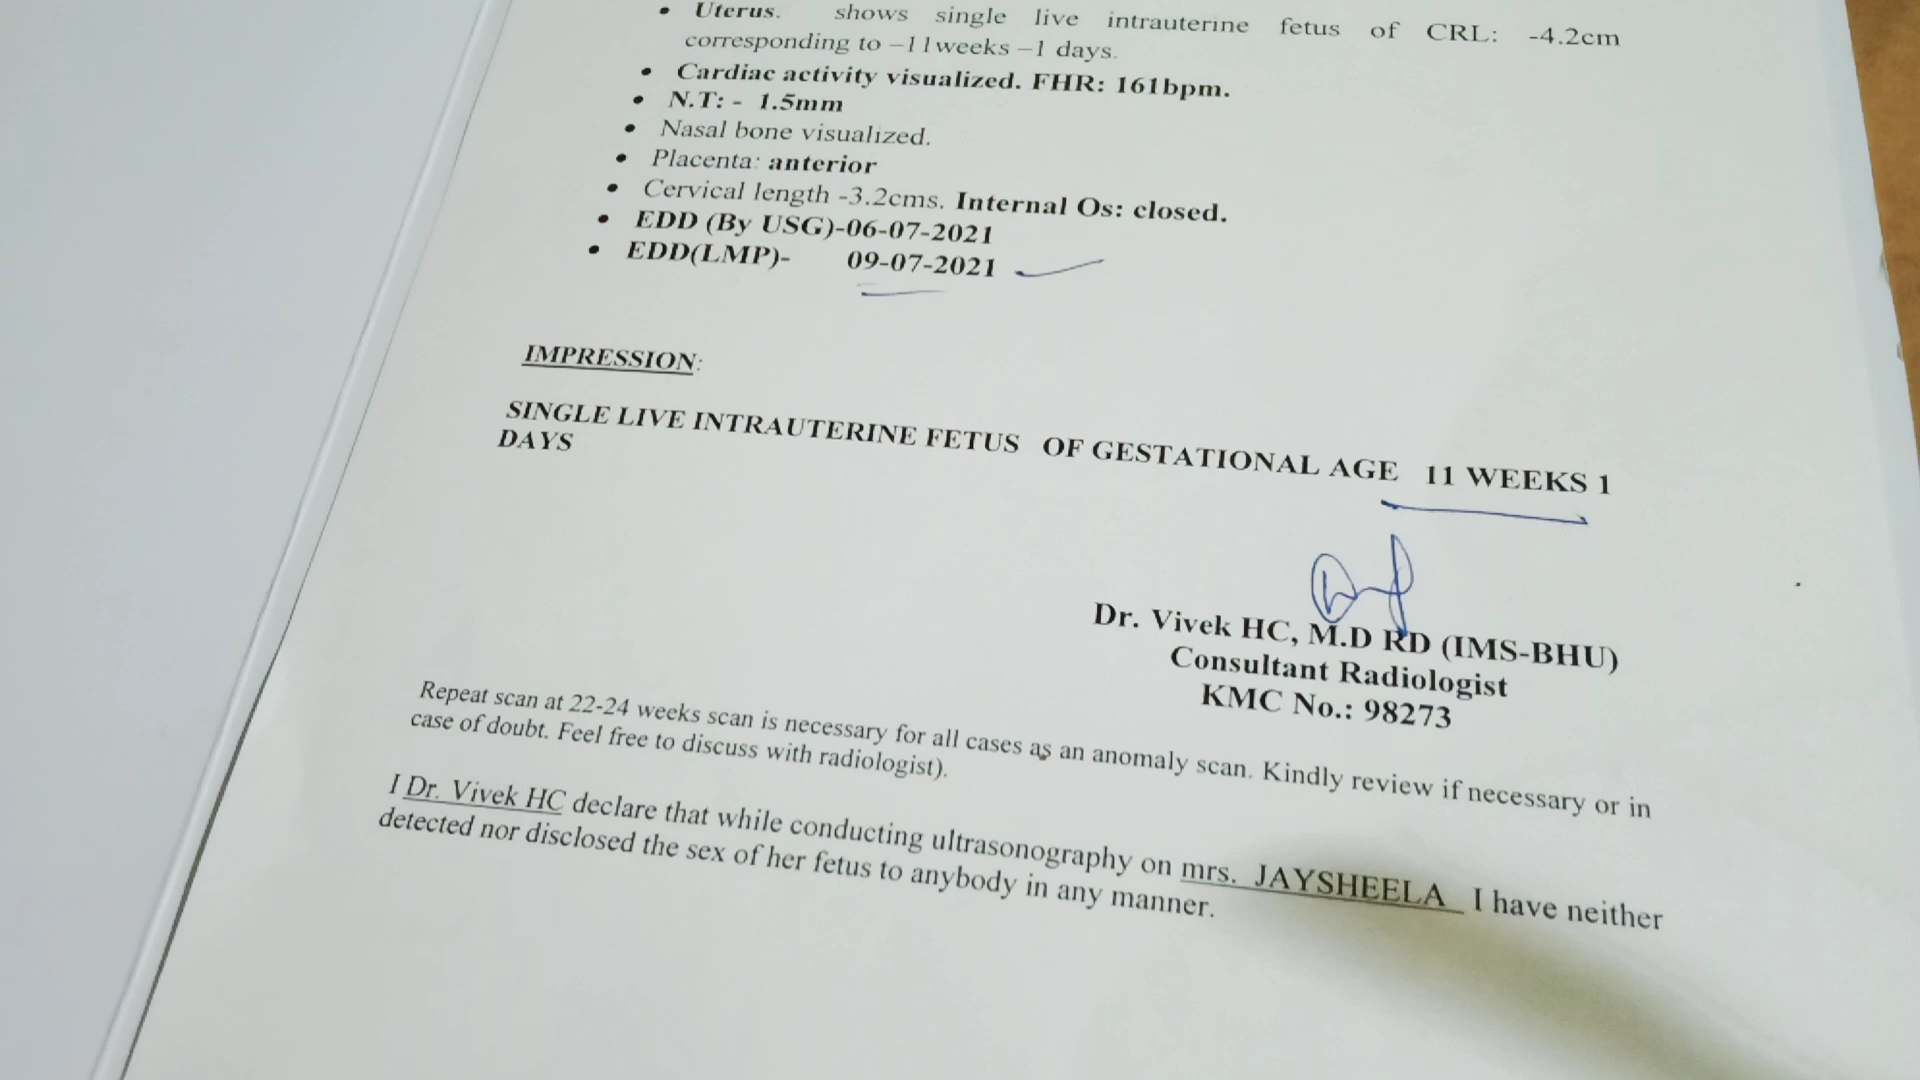 • Uterus. shows single live intrauterine fetus of CRL: -4.2cm
corresponding to –11weeks –1 days.
• Cardiac activity visualized. FHR: 161bpm.
• N.T: - 1.5mm
• Nasal bone visualized.
• Placenta: anterior
• Cervical length -3.2cms. Internal Os: closed.
• EDD (By USG)-06-07-2021
• EDD(LMP)- 09-07-2021
IMPRESSION:
SINGLE LIVE INTRAUTERINE FETUS OF GESTATIONAL AGE 11 WEEKS 1
DAYS
Dr. Vivek HC, M.D RD (IMS-BHU)
Consultant Radiologist
KMC No.: 98273
Repeat scan at 22-24 weeks scan is necessary for all cases as an anomaly scan. Kindly review if necessary or in
case of doubt. Feel free to discuss with radiologist).
I Dr. Vivek HC declare that while conducting ultrasonography on mrs. JAYSHEELA I have neither
detected nor disclosed the sex of her fetus to anybody in any manner.